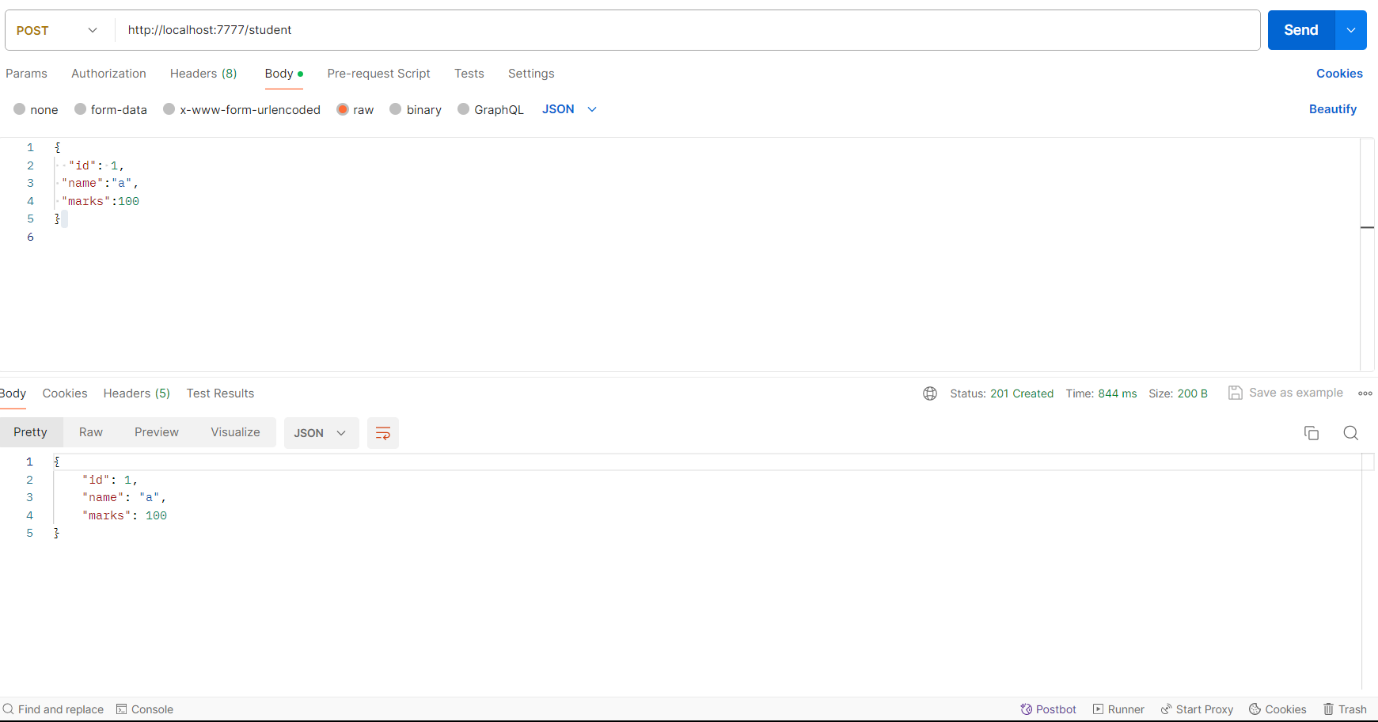 POST http://localhost:7777/student Send
Params Authorization Headers (8) Body Pre-request Script Tests Settings Cookies
none form-data x-www-form-urlencoded raw binary GraphQL JSON Beautify
1 {
2 "id": 1,
3 "name":"a",
4 "marks":100
5 }
6
Body Cookies Headers (5) Test Results Status: 201 Created Time: 844 ms Size: 200 B Save as example
Pretty Raw Preview Visualize JSON
1 {
2 "id": 1,
3 "name": "a",
4 "marks": 100
5 }
Find and replace Console Postbot Runner Start Proxy Cookies Trash